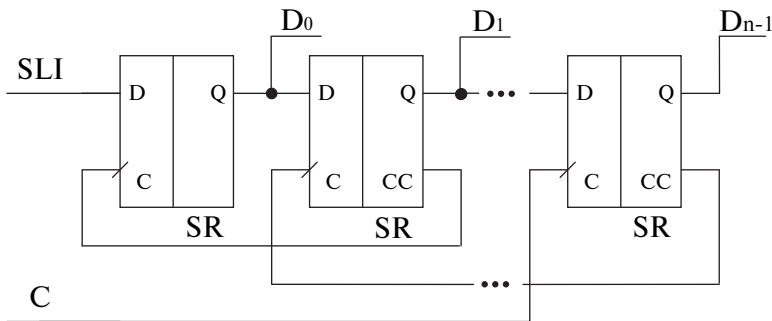 D0 D1 Dn-1
SLI
D Q D Q ••• D Q
C C CC C CC
SR SR SR
•••
C